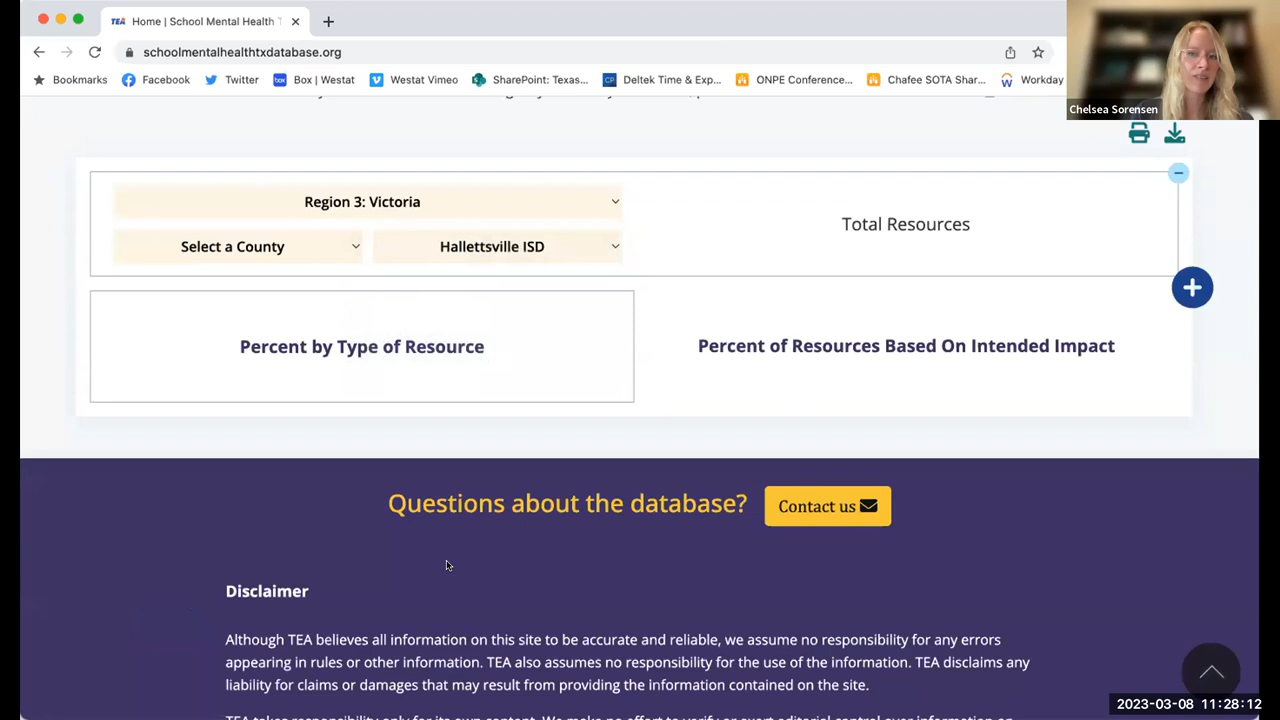 TEA Home | School Mental Health T
schoolmentalhealthtxdatabase.org
Bookmarks Facebook Twitter Box | Westat Westat Vimeo SharePoint: Texas... Deltek Time & Exp... ONPE Conference... Chafee SOTA Shar... Workday
Chelsea Sorensen
Region 3: Victoria
Select a County Hallettsville ISD
Total Resources
Percent by Type of Resource
Percent of Resources Based On Intended Impact
Questions about the database? Contact us
Disclaimer
Although TEA believes all information on this site to be accurate and reliable, we assume no responsibility for any errors
appearing in rules or other information. TEA also assumes no responsibility for the use of the information. TEA disclaims any
liability for claims or damages that may result from providing the information contained on the site.
2023-03-08 11:28:12